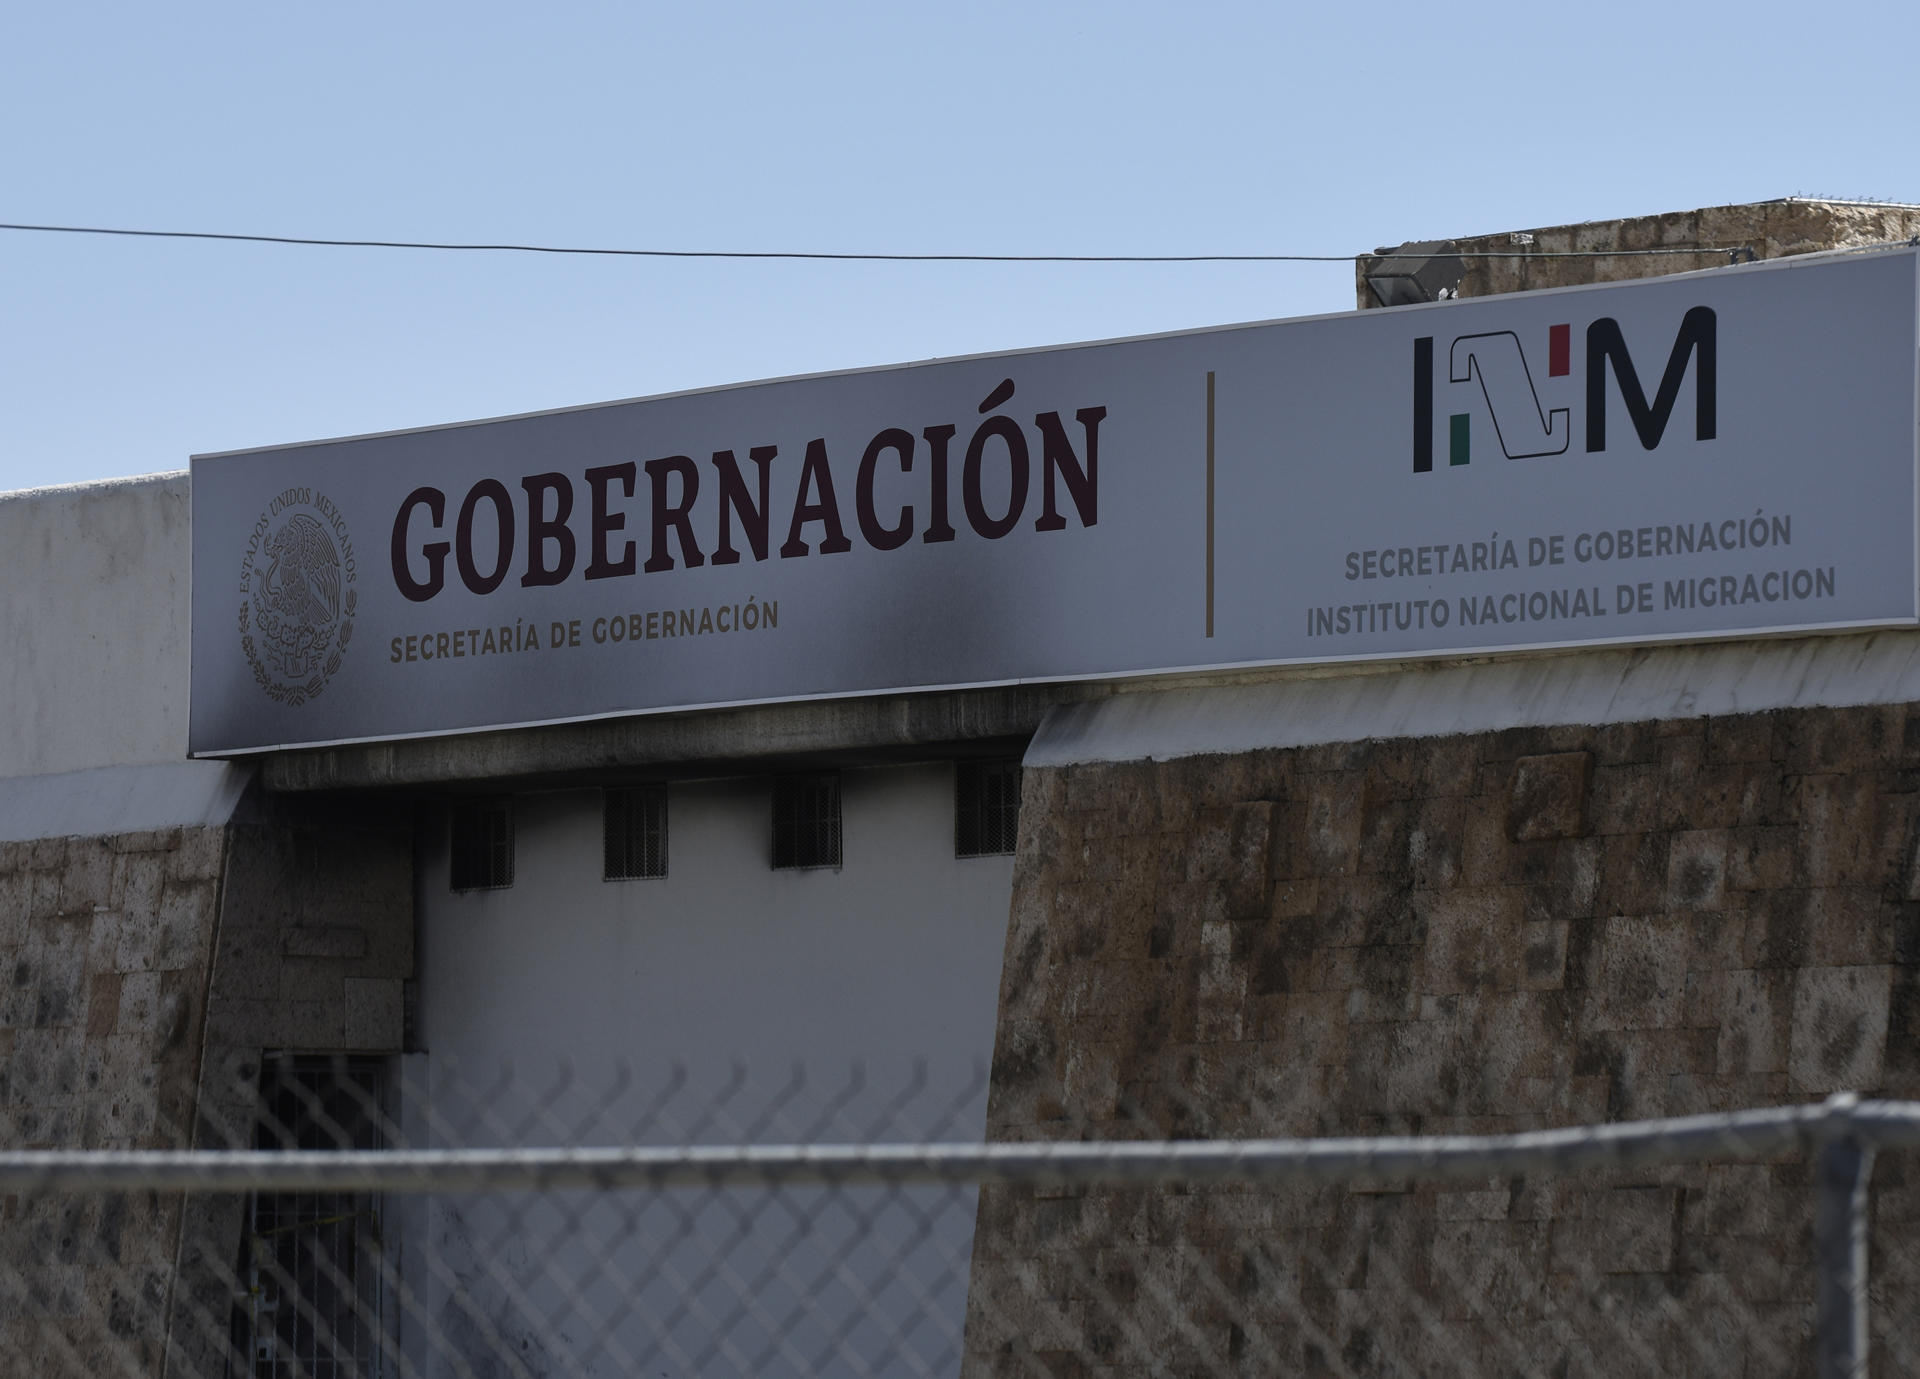 ESTADOS UNIDOS MEXICANOS
GOBERNACIÓN
SECRETARÍA DE GOBERNACIÓN
INM
SECRETARÍA DE GOBERNACIÓN
INSTITUTO NACIONAL DE MIGRACION